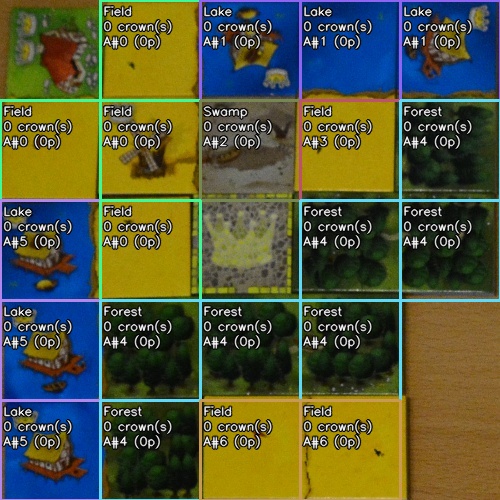 Field
0 crown(s)
A#0 (0p)
Lake
0 crown(s)
A#1 (0p)
Lake
0 crown(s)
A#1 (0p)
Lake
0 crown(s)
A#1 (0p)
Field
0 crown(s)
A#0 (0p)
Field
0 crown(s)
A#0 (0p)
Swamp
0 crown(s)
A#2 (0p)
Field
0 crown(s)
A#3 (0p)
Forest
0 crown(s)
A#4 (0p)
Lake
0 crown(s)
A#5 (0p)
Field
0 crown(s)
A#0 (0p)
Forest
0 crown(s)
A#4 (0p)
Forest
0 crown(s)
A#4 (0p)
Lake
0 crown(s)
A#5 (0p)
Forest
0 crown(s)
A#4 (0p)
Forest
0 crown(s)
A#4 (0p)
Forest
0 crown(s)
A#4 (0p)
Lake
0 crown(s)
A#5 (0p)
Forest
0 crown(s)
A#4 (0p)
Field
0 crown(s)
A#6 (0p)
Field
0 crown(s)
A#6 (0p)